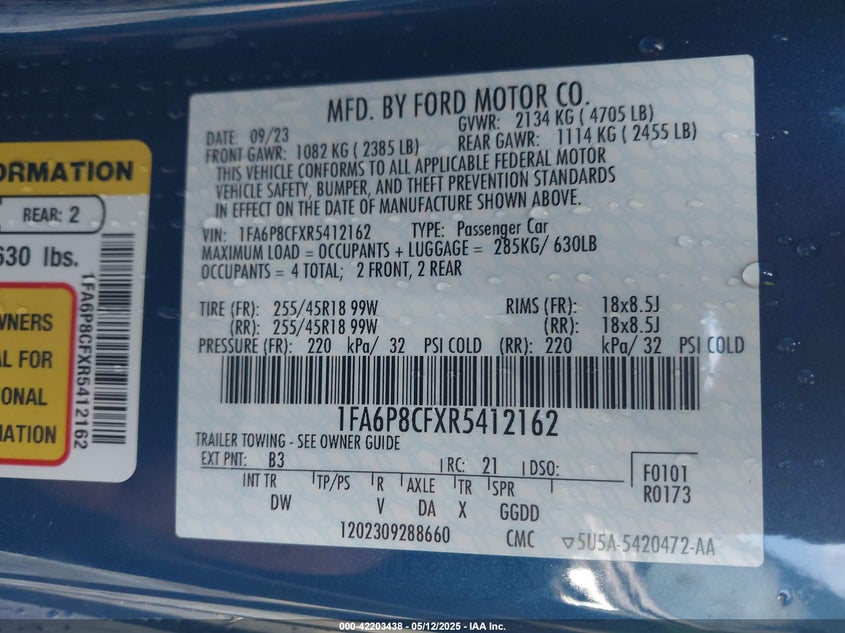 ORMATION
REAR: 2
630 lbs.
WNERS
AL FOR
ONAL
MATION
1FA6P8CFXR5412162
MFD. BY FORD MOTOR CO.
DATE: 09/23 GVWR: 2134 KG ( 4705 LB)
FRONT GAWR: 1082 KG ( 2385 LB) REAR GAWR: 1114 KG ( 2455 LB)
THIS VEHICLE CONFORMS TO ALL APPLICABLE FEDERAL MOTOR
VEHICLE SAFETY, BUMPER, AND THEFT PREVENTION STANDARDS
IN EFFECT ON THE DATE OF MANUFACTURE SHOWN ABOVE.
VIN: 1FA6P8CFXR5412162 TYPE: Passenger Car
MAXIMUM LOAD = OCCUPANTS + LUGGAGE = 285KG/ 630LB
OCCUPANTS = 4 TOTAL; 2 FRONT, 2 REAR
TIRE (FR): 255/45R18 99W RIMS (FR): 18x8.5J
(RR): 255/45R18 99W (RR): 18x8.5J
PRESSURE (FR): 220 kPa/ 32 PSI COLD (RR): 220 kPa/ 32 PSI COLD
1FA6P8CFXR5412162
TRAILER TOWING - SEE OWNER GUIDE
EXT PNT: B3 RC: 21 DSO: F0101
INT TR TP/PS R AXLE TR SPR R0173
DW V DA X GGDD
1202309288660 CMC ▽5U5A-5420472-AA
000-42203438 - 05/12/2025 - IAA Inc.